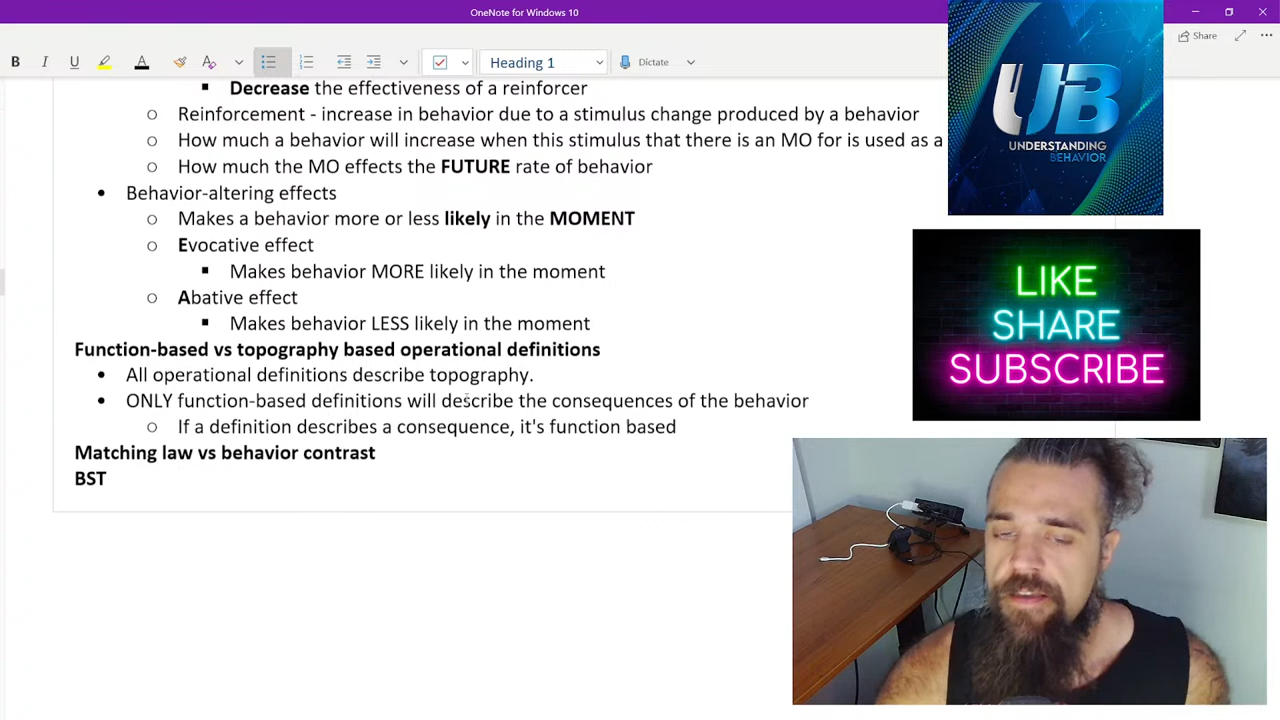 OneNote for Windows 10
B I U A A Heading 1 Dictate Share
Decrease the effectiveness of a reinforcer
Reinforcement - increase in behavior due to a stimulus change produced by a behavior
How much a behavior will increase when this stimulus that there is an MO for is used as a
How much the MO effects the FUTURE rate of behavior
Behavior-altering effects
Makes a behavior more or less likely in the MOMENT
Evocative effect
Makes behavior MORE likely in the moment
Abative effect
Makes behavior LESS likely in the moment
Function-based vs topography based operational definitions
All operational definitions describe topography.
ONLY function-based definitions will describe the consequences of the behavior
If a definition describes a consequence, it's function based
Matching law vs behavior contrast
BST
UB
UNDERSTANDING
BEHAVIOR
LIKE
SHARE
SUBSCRIBE